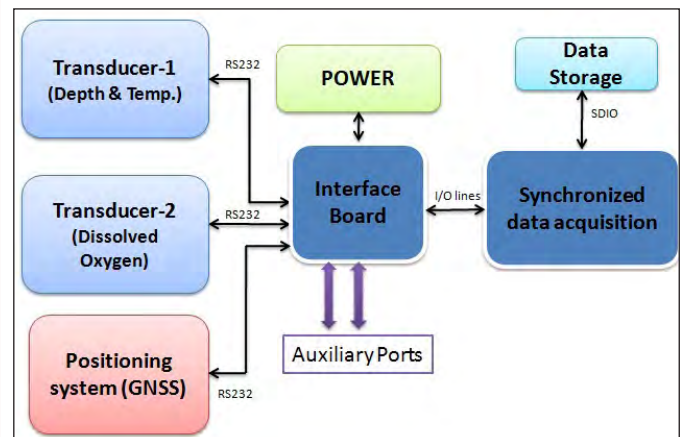 Transducer-1
(Depth & Temp.)
RS232
POWER
Data
Storage
SDIO
Transducer-2
(Dissolved
Oxygen)
RS232
Interface
Board
I/O lines
Synchronized
data acquisition
Positioning
system (GNSS)
RS232
Auxiliary Ports